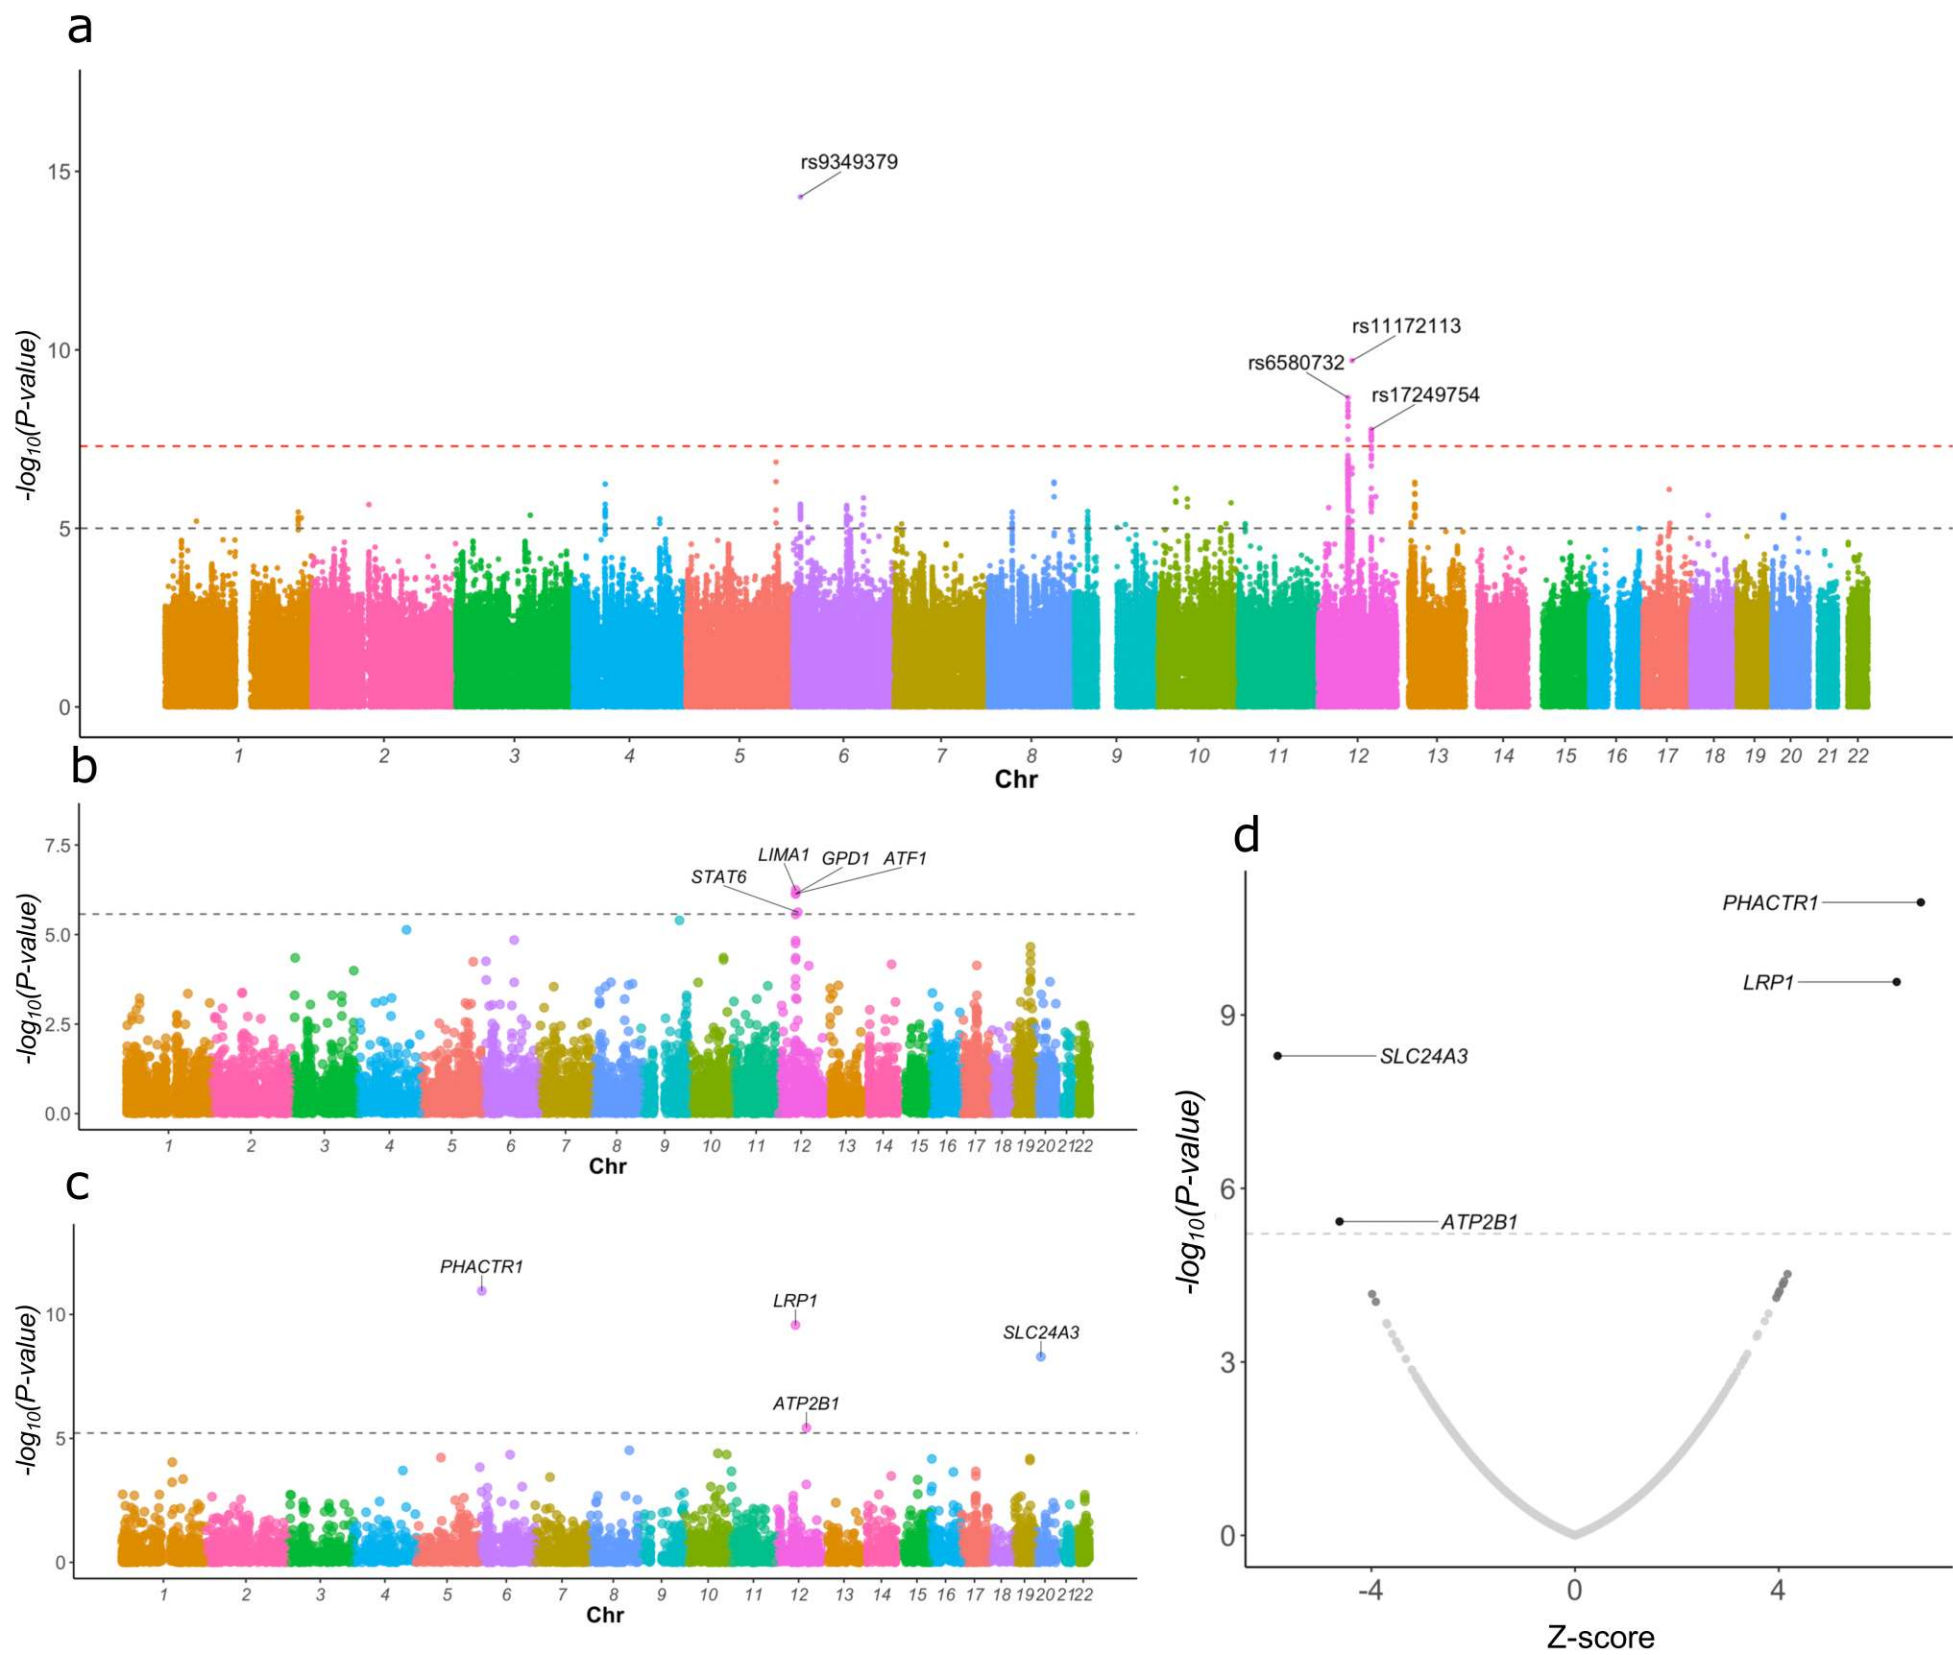 a
-log10(P-value)
15
10
5
0
rs9349379
rs11172113
rs6580732
rs17249754
1 2 3 4 5 6 7 8 9 10 11 12 13 14 15 16 17 18 19 20 21 22
Chr
b
-log10(P-value)
7.5
5.0
2.5
0.0
LIMA1 GPD1 ATF1
STAT6
1 2 3 4 5 6 7 8 9 10 11 12 13 14 15 16 17 18 19 20 21 22
Chr
c
-log10(P-value)
10
5
0
PHACTR1
LRP1
SLC24A3
ATP2B1
1 2 3 4 5 6 7 8 9 10 11 12 13 14 15 16 17 18 19 20 21 22
Chr
d
-log10(P-value)
9
6
3
0
PHACTR1
LRP1
SLC24A3
ATP2B1
-4 0 4
Z-score